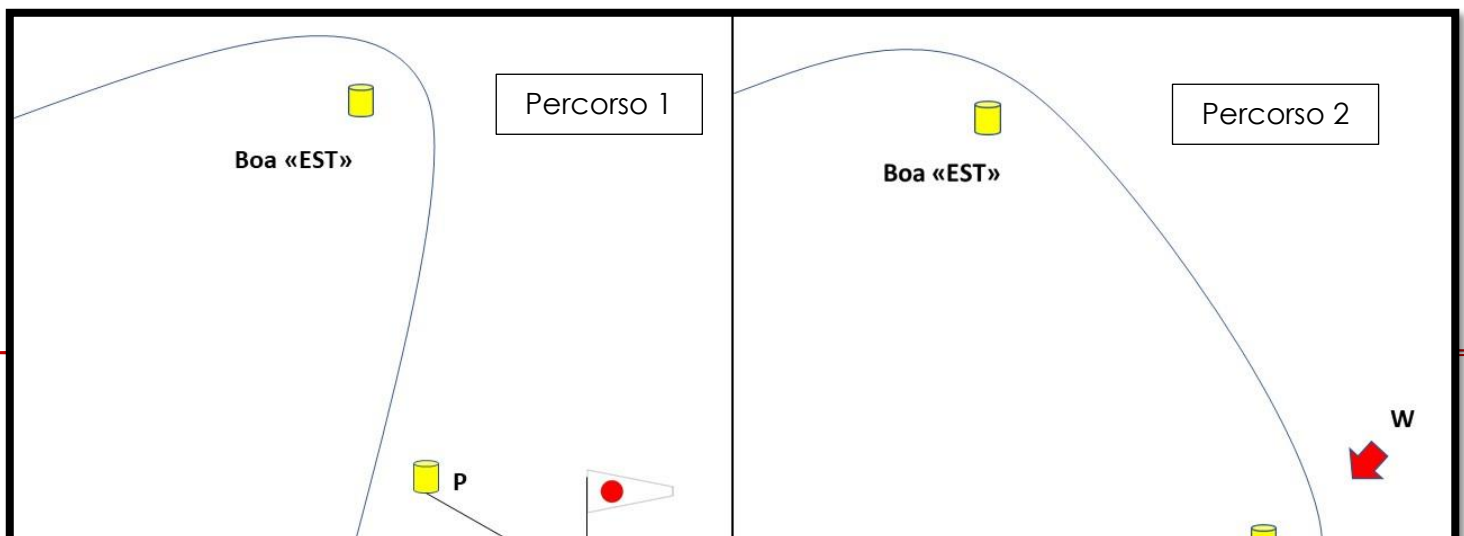 Percorso 1
Boa «EST»
P
Percorso 2
Boa «EST»
W